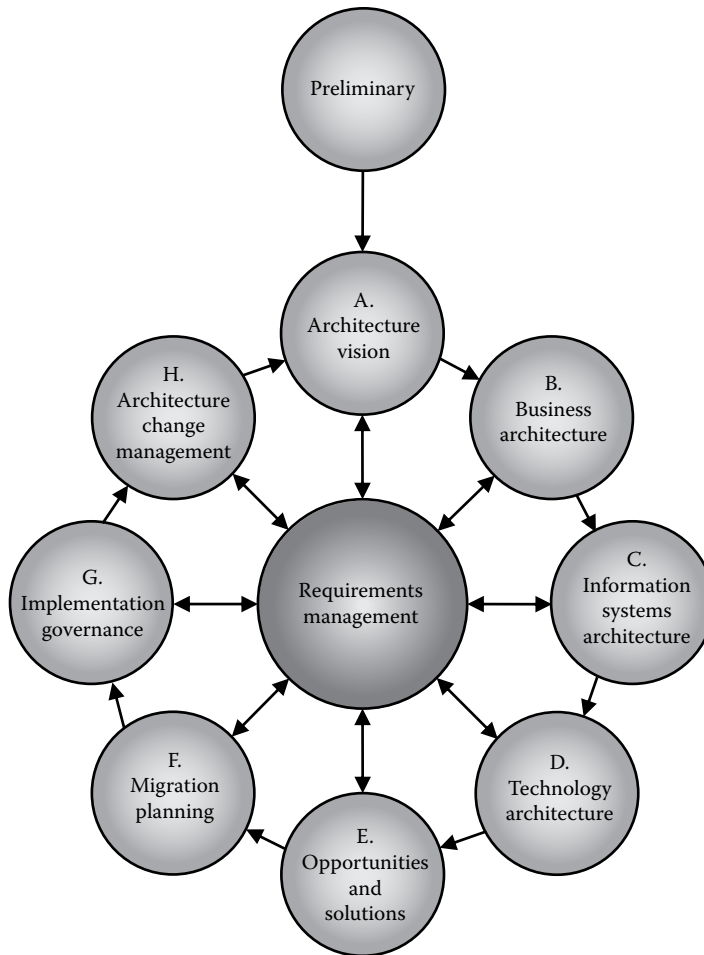 Preliminary
A.
Architecture
vision
B.
Business
architecture
C.
Information
systems
architecture
D.
Technology
architecture
E.
Opportunities
and
solutions
F.
Migration
planning
G.
Implementation
governance
H.
Architecture
change
management
Requirements
management